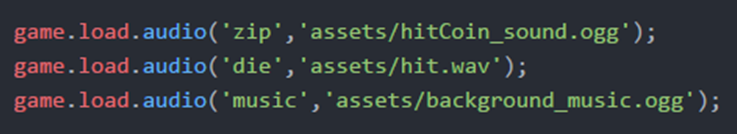 game.load.audio('zip','assets/hitCoin_sound.ogg');
game.load.audio('die','assets/hit.wav');
game.load.audio('music','assets/background_music.ogg');